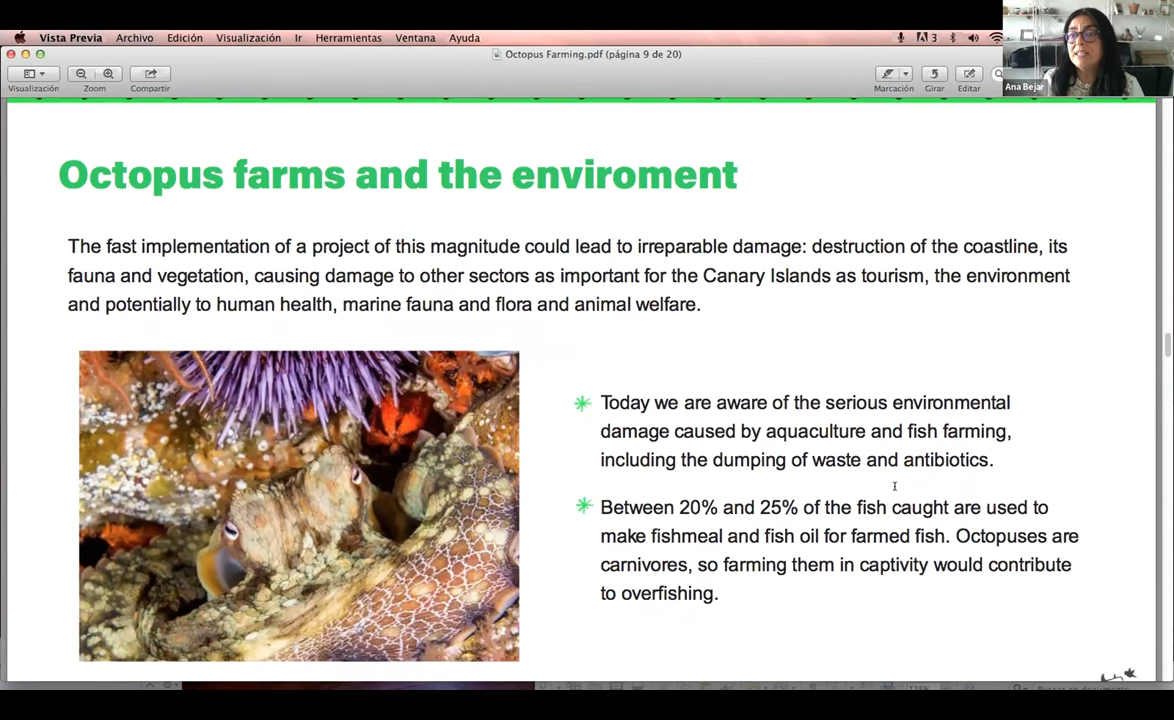 Vista Previa Archivo Edición Visualización Ir Herramientas Ventana Ayuda 3
Octopus Farming.pdf (página 9 de 20)
Visualización Zoom Compartir Marcación Girar Editar
Ana Bejar
Octopus farms and the enviroment
The fast implementation of a project of this magnitude could lead to irreparable damage: destruction of the coastline, its
fauna and vegetation, causing damage to other sectors as important for the Canary Islands as tourism, the environment
and potentially to human health, marine fauna and flora and animal welfare.
Today we are aware of the serious environmental
damage caused by aquaculture and fish farming,
including the dumping of waste and antibiotics.
Between 20% and 25% of the fish caught are used to
make fishmeal and fish oil for farmed fish. Octopuses are
carnivores, so farming them in captivity would contribute
to overfishing.